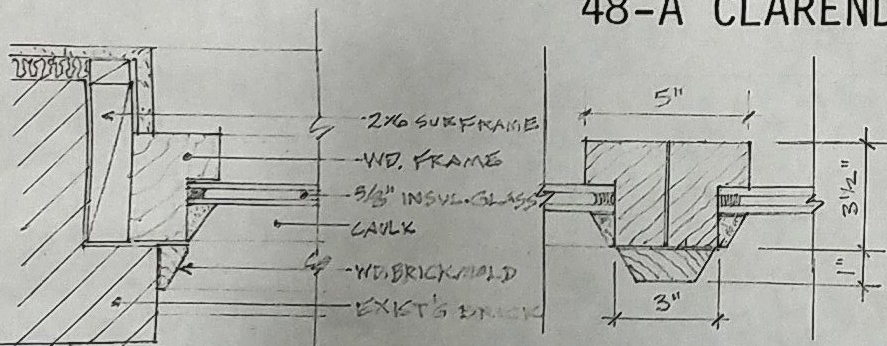 48-A CLAREND
2x6 SUBFRAME
WD. FRAME
5/8" INSUL. GLASS
CAULK
WD. BRICKMOLD
EXIST'G BRICK
5"
3½"
1"
3"